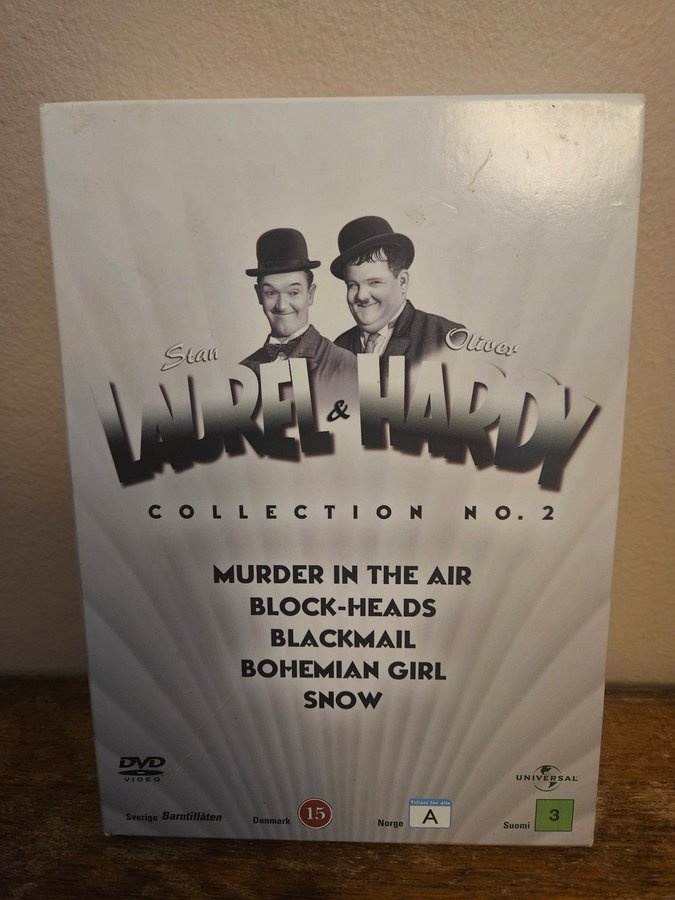 Stan Oliver
LAUREL & HARDY
COLLECTION NO. 2
MURDER IN THE AIR
BLOCK-HEADS
BLACKMAIL
BOHEMIAN GIRL
SNOW
DVD
VIDEO
UNIVERSAL
Sverige Barntillåten Danmark 15 Norge Tillatt for alle A Suomi 3